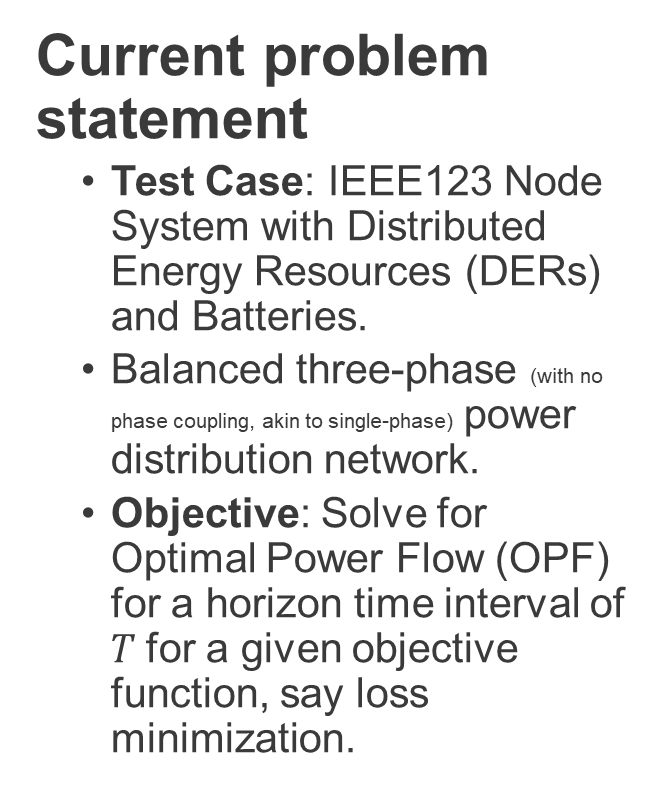 Current problem
statement
• Test Case: IEEE123 Node
System with Distributed
Energy Resources (DERs)
and Batteries.
• Balanced three-phase (with no
phase coupling, akin to single-phase) power
distribution network.
• Objective: Solve for
Optimal Power Flow (OPF)
for a horizon time interval of
T for a given objective
function, say loss
minimization.